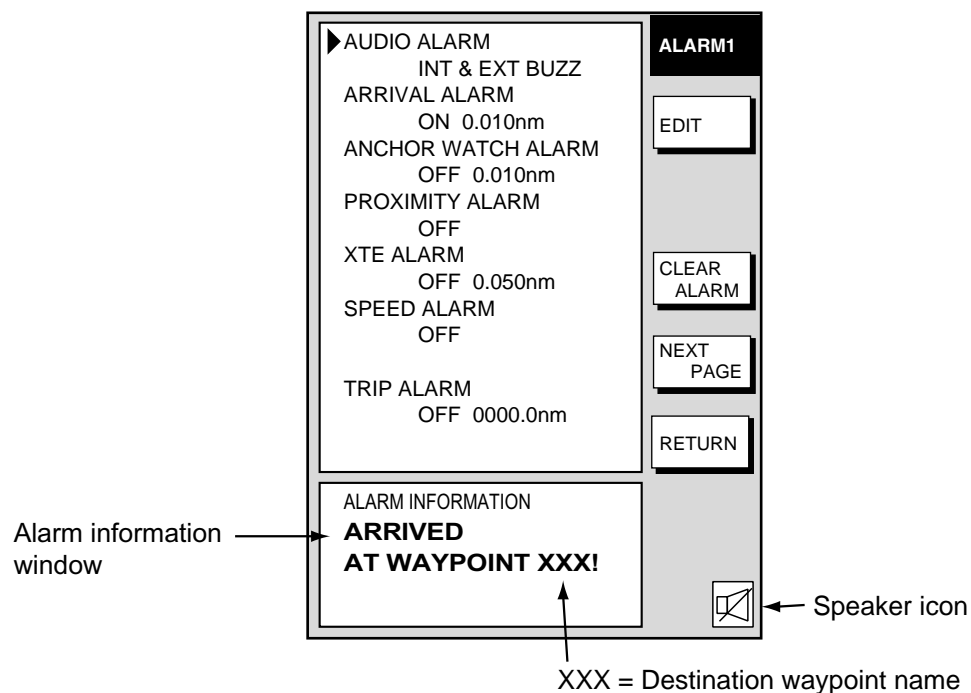 AUDIO ALARM
INT & EXT BUZZ
ARRIVAL ALARM
ON 0.010nm
ANCHOR WATCH ALARM
OFF 0.010nm
PROXIMITY ALARM
OFF
XTE ALARM
OFF 0.050nm
SPEED ALARM
OFF
TRIP ALARM
OFF 0000.0nm
ALARM1
EDIT
CLEAR
ALARM
NEXT
PAGE
RETURN
ALARM INFORMATION
ARRIVED
AT WAYPOINT XXX!
Alarm information
window
Speaker icon
XXX = Destination waypoint name